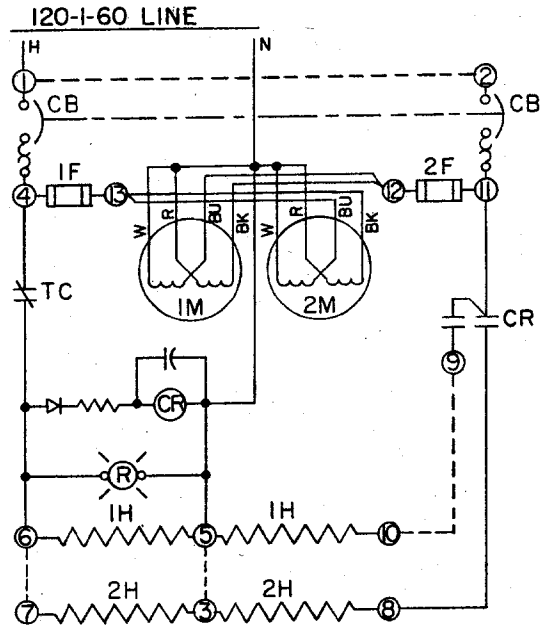 120-1-60 LINE
H N
1 2
CB CB
1F 2F
4 13 12 11
W R BU BK W R BU BK
1M 2M
TC CR
9
CR
R
1H 1H
6 5 10
2H 2H
7 3 8